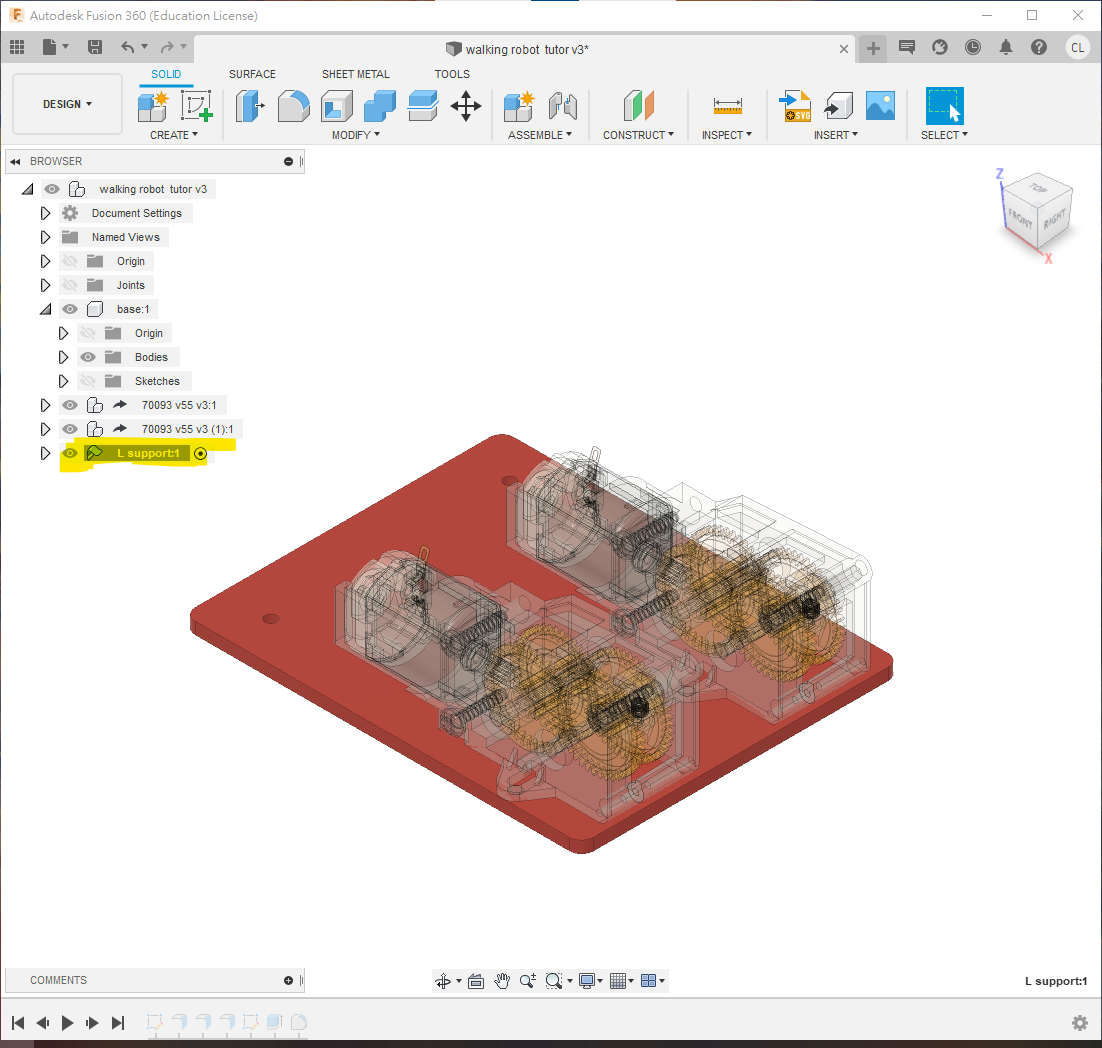 Autodesk Fusion 360 (Education License)
walking robot tutor v3*
CL
SOLID SURFACE SHEET METAL TOOLS
DESIGN
CREATE MODIFY ASSEMBLE CONSTRUCT INSPECT INSERT SELECT
SVG
BROWSER
walking robot tutor v3
Document Settings
Named Views
Origin
Joints
base:1
Origin
Bodies
Sketches
70093 v55 v3:1
70093 v55 v3 (1):1
L support:1
Z
TOP
FRONT
RIGHT
X
COMMENTS
L support:1